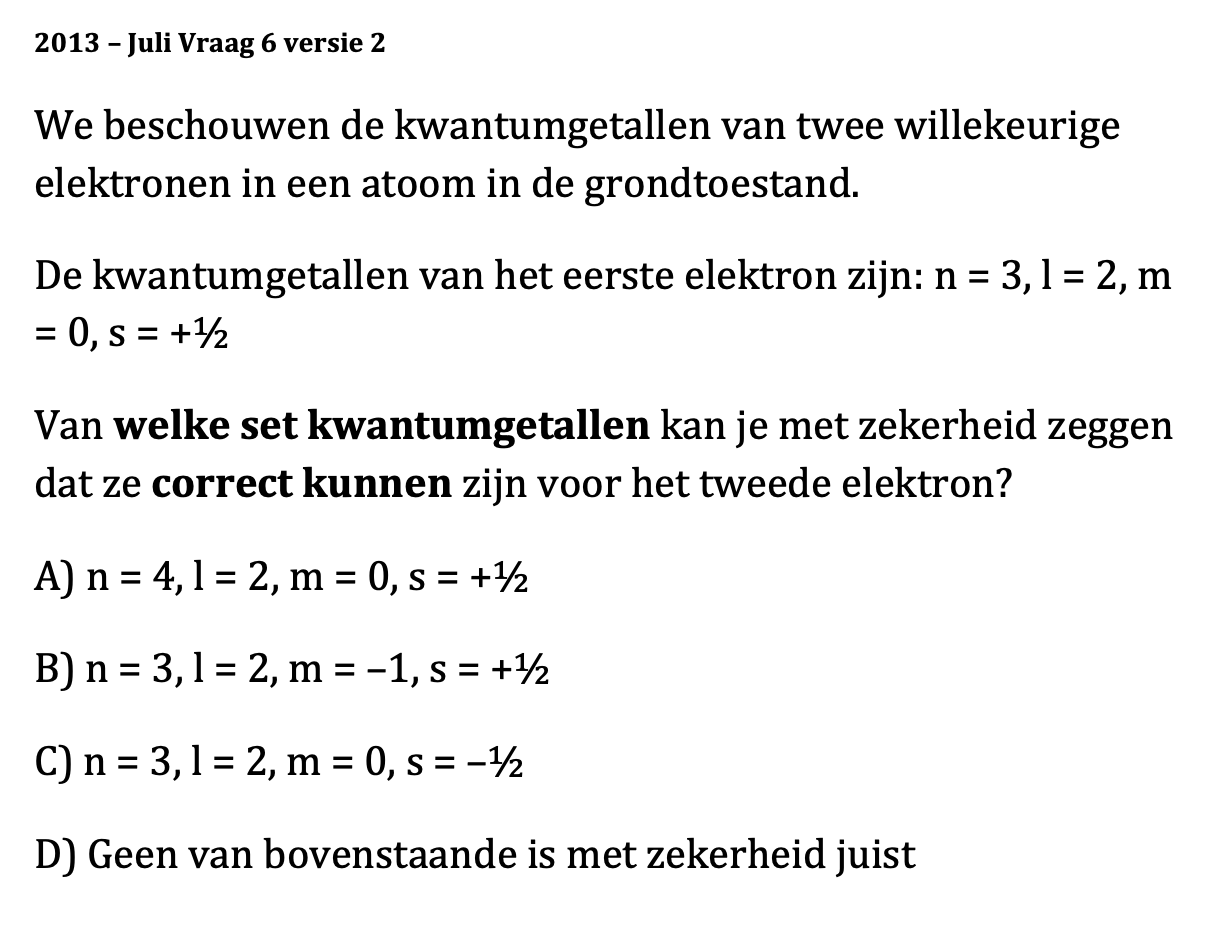 2013 – Juli Vraag 6 versie 2
We beschouwen de kwantumgetallen van twee willekeurige
elektronen in een atoom in de grondtoestand.
De kwantumgetallen van het eerste elektron zijn: n = 3, l = 2, m
= 0, s = +½
Van welke set kwantumgetallen kan je met zekerheid zeggen
dat ze correct kunnen zijn voor het tweede elektron?
A) n = 4, l = 2, m = 0, s = +½
B) n = 3, l = 2, m = –1, s = +½
C) n = 3, l = 2, m = 0, s = –½
D) Geen van bovenstaande is met zekerheid juist